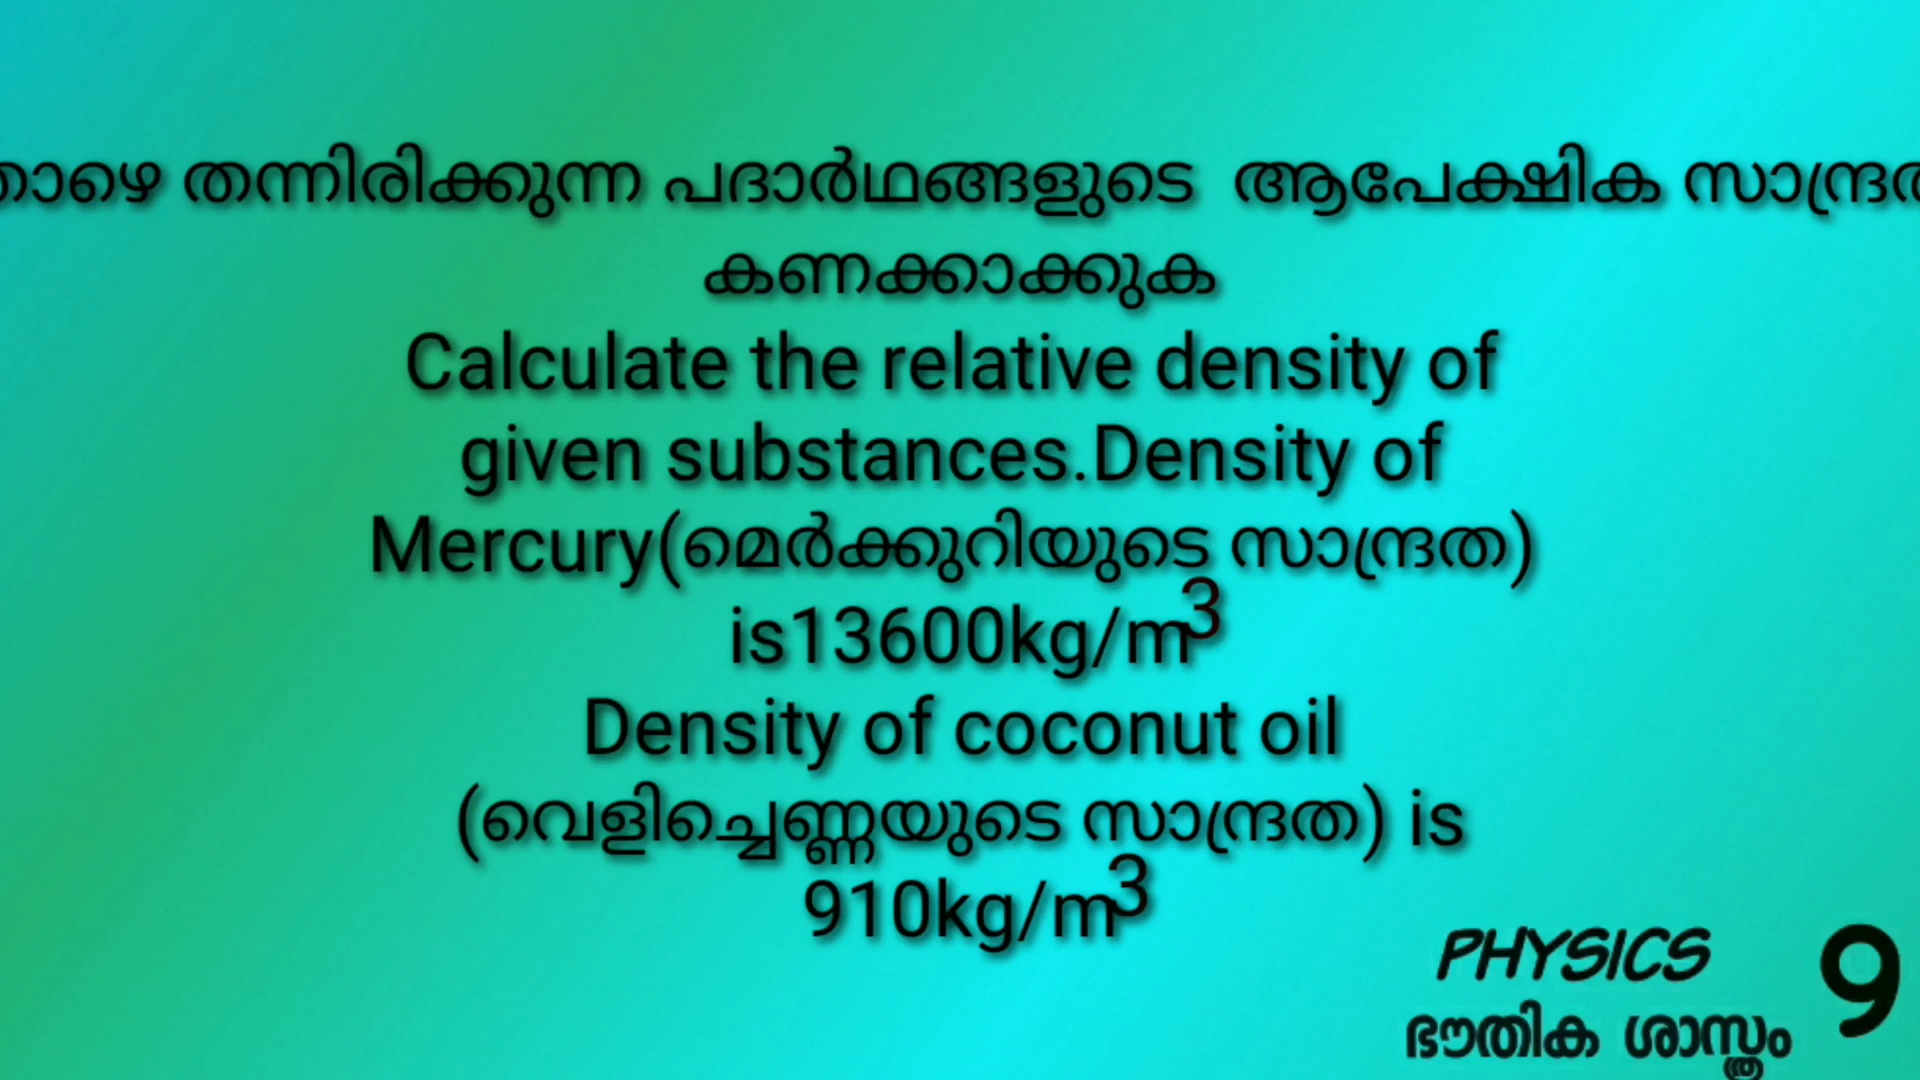 തന്നിരിക്കുന്ന പദാർഥങ്ങളുടെ ആപേക്ഷിക
കണക്കാക്കുക
Calculate the relative density of
given substances.Density of
Mercury(മെർക്കുറിയുടെ സാന്ദ്രത)
is13600kg/m³
Density of coconut oil
(വെളിച്ചെണ്ണയുടെ സാന്ദ്രത) is
910kg/m³
PHYSICS 9
ഭൗതിക ശാസ്ത്രം